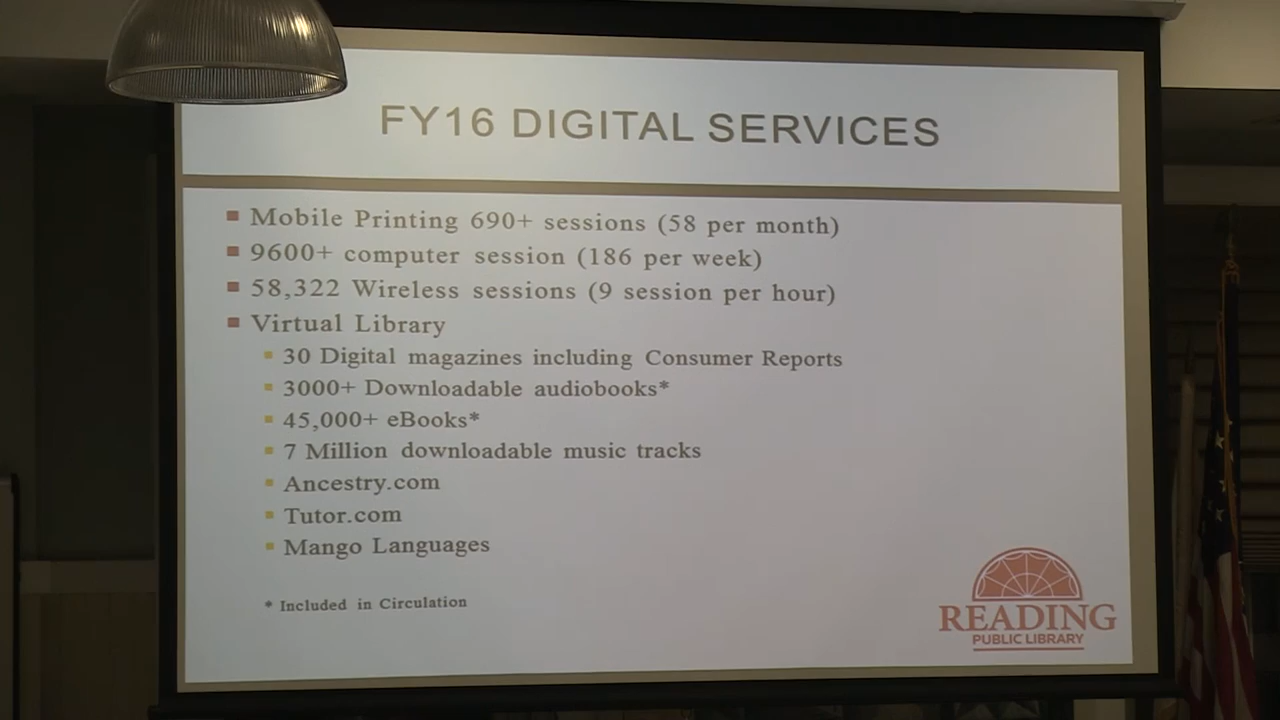 FY16 DIGITAL SERVICES
Mobile Printing 690+ sessions (58 per month)
9600+ computer session (186 per week)
58,322 Wireless sessions (9 session per hour)
Virtual Library
30 Digital magazines including Consumer Reports
3000+ Downloadable audiobooks*
45,000+ eBooks*
7 Million downloadable music tracks
Ancestry.com
Tutor.com
Mango Languages
* Included in Circulation
READING
PUBLIC LIBRARY